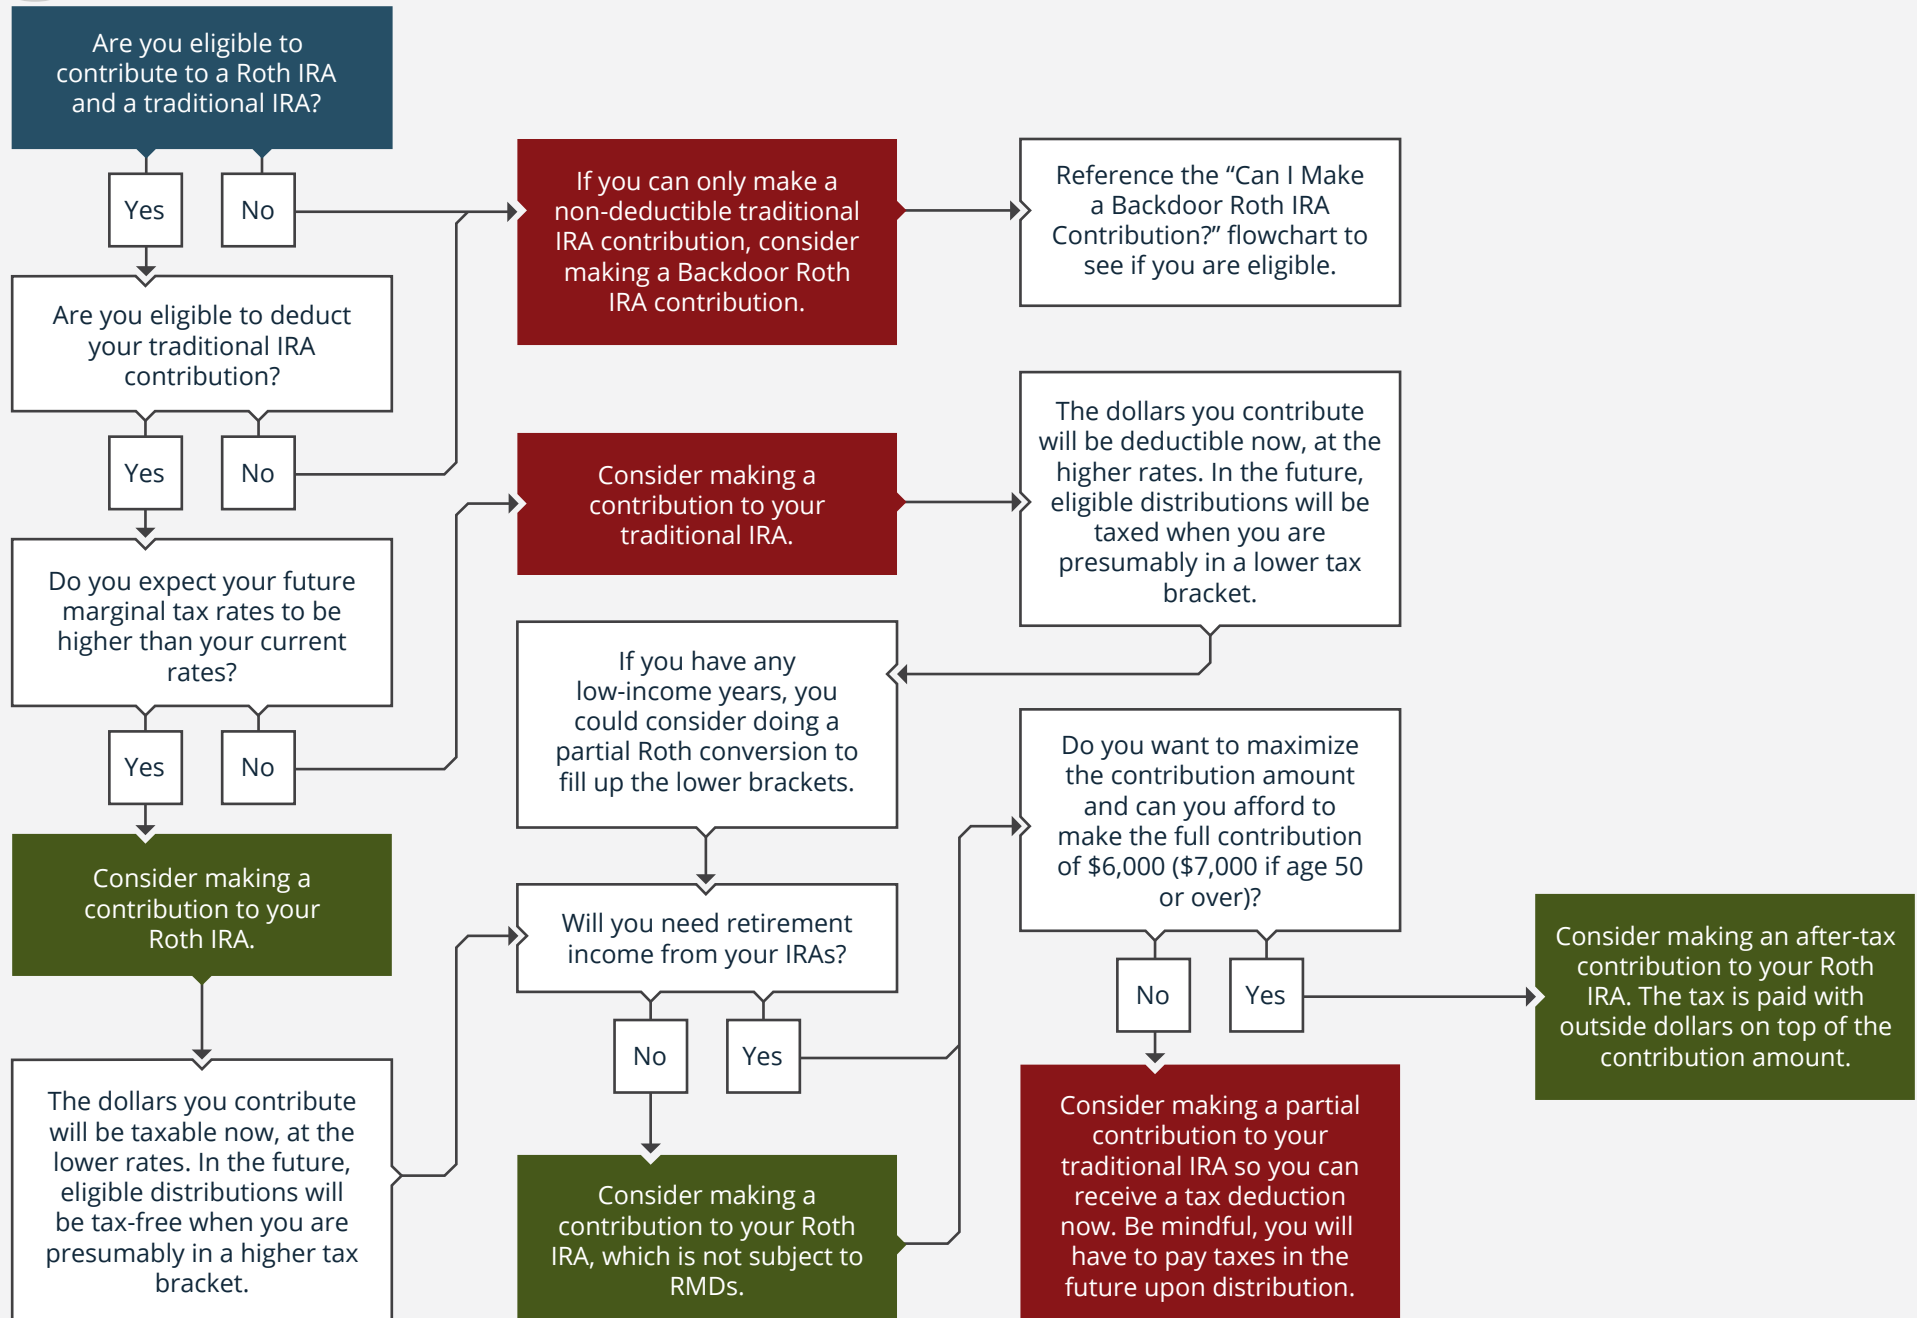 Are you eligible to
contribute to a Roth IRA
and a traditional IRA?
Yes
No
If you can only make a
non-deductible traditional
IRA contribution, consider
making a Backdoor Roth
IRA contribution.
Reference the “Can I Make
a Backdoor Roth IRA
Contribution?” flowchart to
see if you are eligible.
Are you eligible to deduct
your traditional IRA
contribution?
Yes
No
Consider making a
contribution to your
traditional IRA.
The dollars you contribute
will be deductible now, at the
higher rates. In the future,
eligible distributions will be
taxed when you are
presumably in a lower tax
bracket.
Do you expect your future
marginal tax rates to be
higher than your current
rates?
Yes
No
If you have any
low-income years, you
could consider doing a
partial Roth conversion to
fill up the lower brackets.
Consider making a
contribution to your
Roth IRA.
The dollars you contribute
will be taxable now, at the
lower rates. In the future,
eligible distributions will
be tax-free when you are
presumably in a higher tax
bracket.
Will you need retirement
income from your IRAs?
No
Yes
Consider making a
contribution to your Roth
IRA, which is not subject to
RMDs.
Do you want to maximize
the contribution amount
and can you afford to
make the full contribution
of $6,000 ($7,000 if age 50
or over)?
No
Yes
Consider making a partial
contribution to your
traditional IRA so you can
receive a tax deduction
now. Be mindful, you will
have to pay taxes in the
future upon distribution.
Consider making an after-tax
contribution to your Roth
IRA. The tax is paid with
outside dollars on top of the
contribution amount.